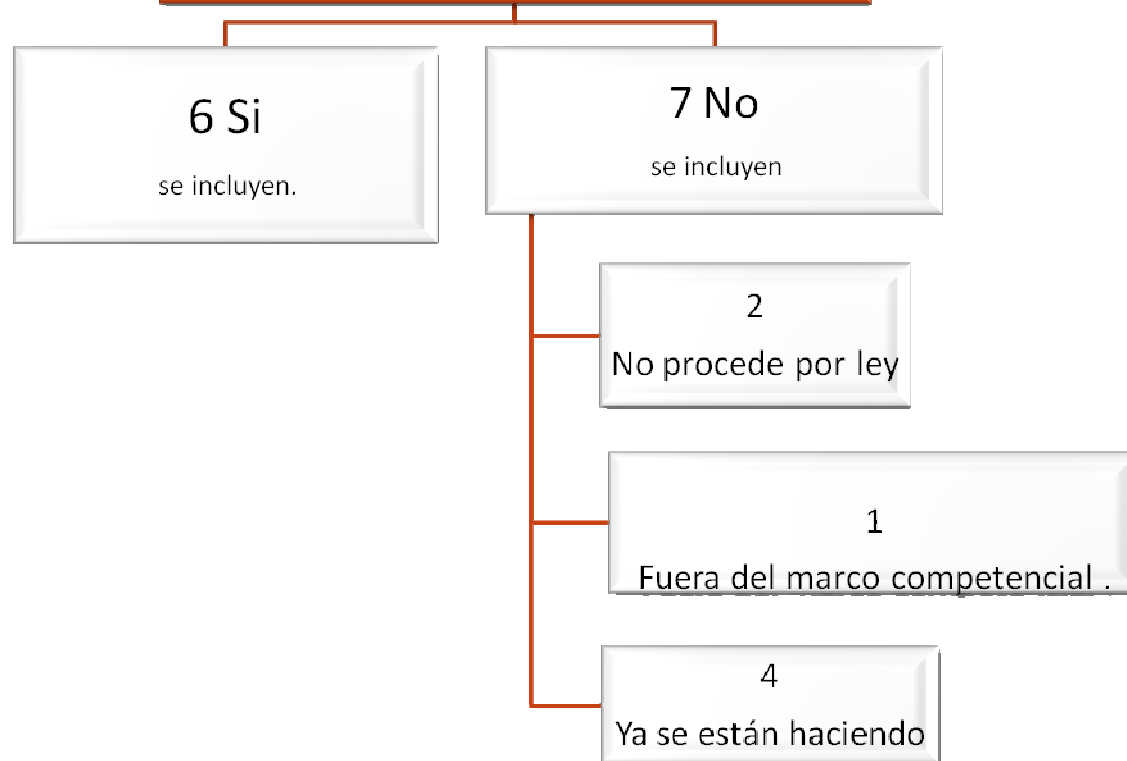 6 Si
se incluyen.
7 No
se incluyen
2
No procede por ley
1
Fuera del marco competencial .
4
Ya se están haciendo